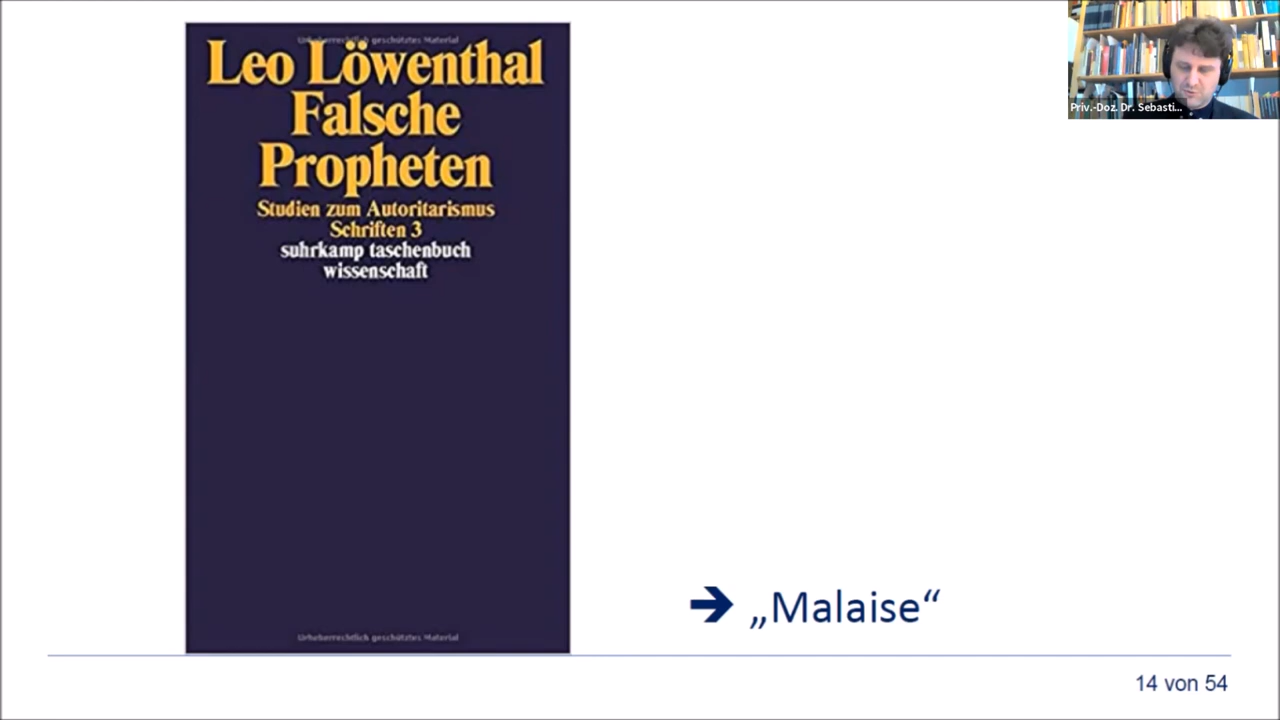 Urheberrechtlich geschütztes Material
Leo Löwenthal
Falsche
Propheten
Studien zum Autoritarismus
Schriften 3
suhrkamp taschenbuch
wissenschaft
Urheberrechtlich geschütztes Material
➔ „Malaise“
14 von 54
Priv.-Doz. Dr. Sebasti...